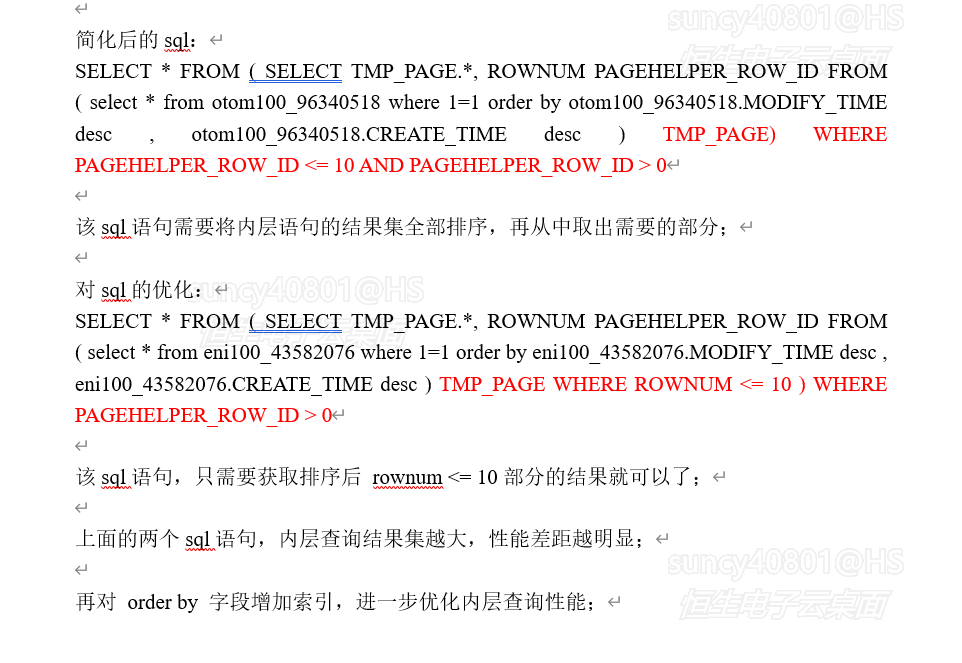 suncy40801@HS
恒生电子云桌面
简化后的 sql：
SELECT * FROM ( SELECT TMP_PAGE.*, ROWNUM PAGEHELPER_ROW_ID FROM
( select * from otom100_96340518 where 1=1 order by otom100_96340518.MODIFY_TIME
desc , otom100_96340518.CREATE_TIME desc ) TMP_PAGE) WHERE
PAGEHELPER_ROW_ID <= 10 AND PAGEHELPER_ROW_ID > 0
该 sql 语句需要将内层语句的结果集全部排序，再从中取出需要的部分；
对 sql 的优化：
suncy40801@HS
恒生电子云桌面
SELECT * FROM ( SELECT TMP_PAGE.*, ROWNUM PAGEHELPER_ROW_ID FROM
( select * from eni100_43582076 where 1=1 order by eni100_43582076.MODIFY_TIME desc ,
eni100_43582076.CREATE_TIME desc ) TMP_PAGE WHERE ROWNUM <= 10 ) WHERE
PAGEHELPER_ROW_ID > 0
该 sql 语句，只需要获取排序后 rownum <= 10 部分的结果就可以了；
上面的两个 sql 语句，内层查询结果集越大，性能差距越明显；
suncy40801@HS
恒生电子云桌面
再对 order by 字段增加索引，进一步优化内层查询性能；